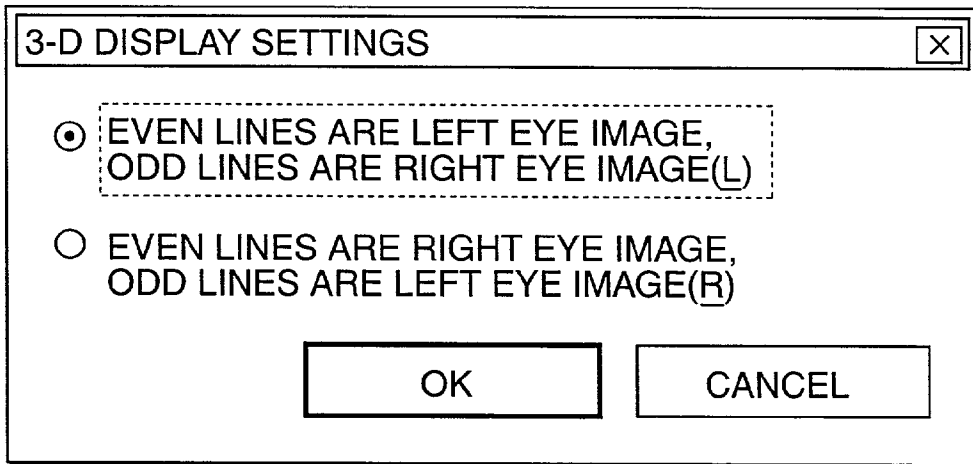 3-D DISPLAY SETTINGS
EVEN LINES ARE LEFT EYE IMAGE,
ODD LINES ARE RIGHT EYE IMAGE(L)
EVEN LINES ARE RIGHT EYE IMAGE,
ODD LINES ARE LEFT EYE IMAGE(R)
OK
CANCEL